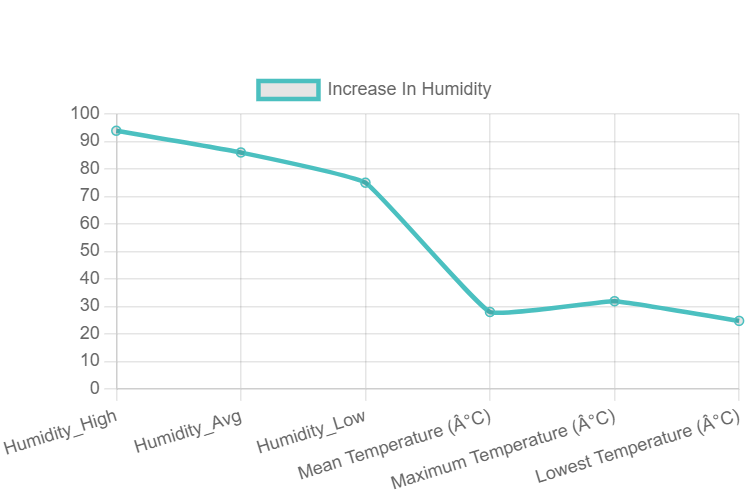 Increase In Humidity
100
90
80
70
60
50
40
30
20
10
0
Humidity_High
Humidity_Avg
Humidity_Low
Mean Temperature (Â°C)
Maximum Temperature (Â°C)
Lowest Temperature (Â°C)